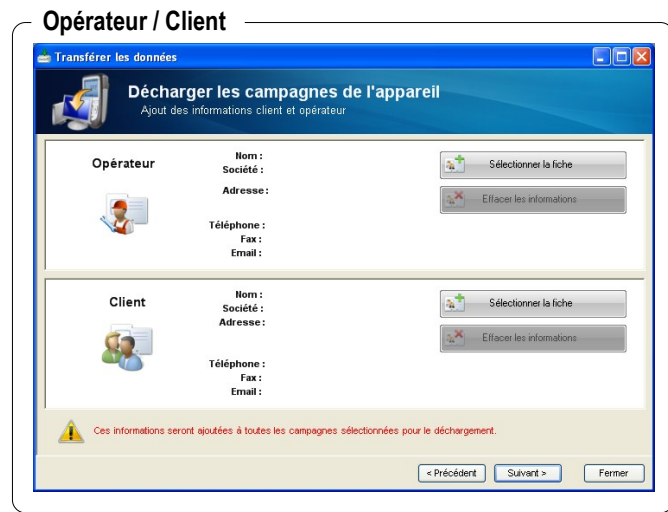 Opérateur / Client
Transférer les données
Décharger les campagnes de l'appareil
Ajout des informations client et opérateur
Opérateur
Nom :
Société :
Adresse :
Téléphone :
Fax :
Email :
Sélectionner la fiche
Effacer les informations
Client
Nom :
Société :
Adresse :
Téléphone :
Fax :
Email :
Sélectionner la fiche
Effacer les informations
Ces informations seront ajoutées à toutes les campagnes sélectionnées pour le déchargement.
< Précédent
Suivant >
Fermer